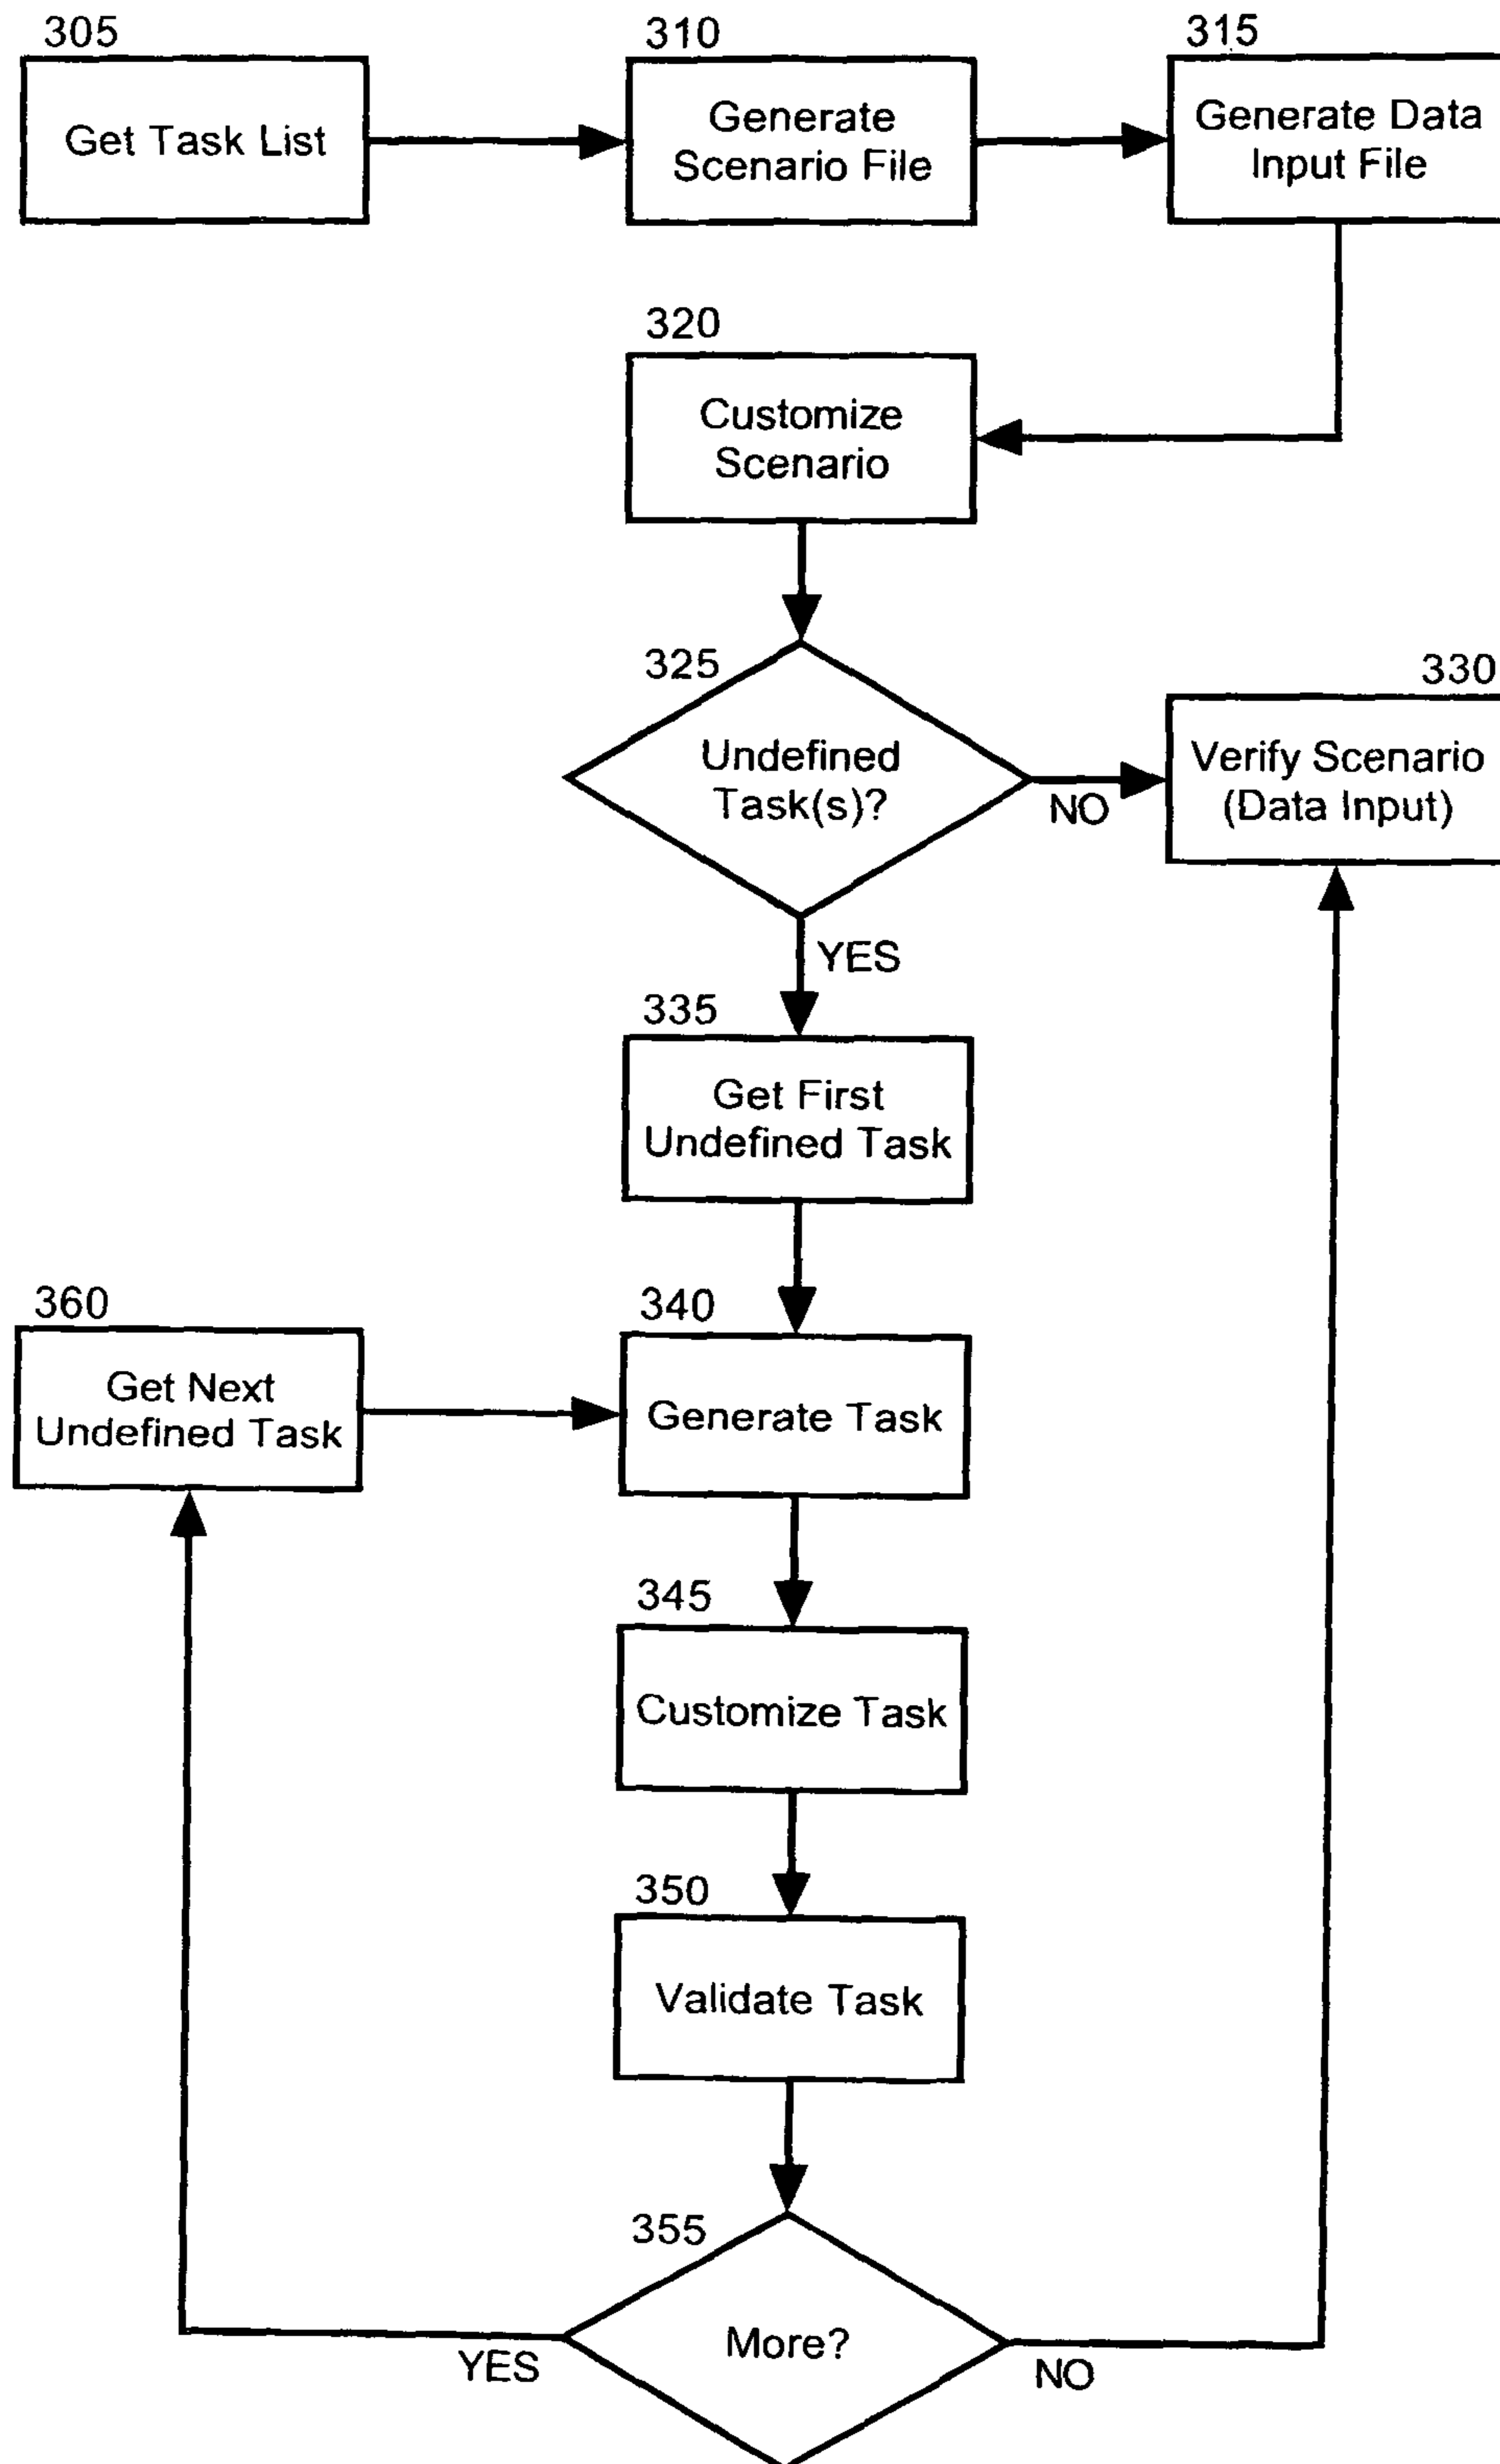 305
Get Task List
310
Generate
Scenario File
315
Generate Data
Input File
320
Customize
Scenario
325
Undefined
Task(s)?
NO
330
Verify Scenario
(Data Input)
YES
335
Get First
Undefined Task
360
Get Next
Undefined Task
340
Generate Task
345
Customize Task
350
Validate Task
355
More?
YES
NO